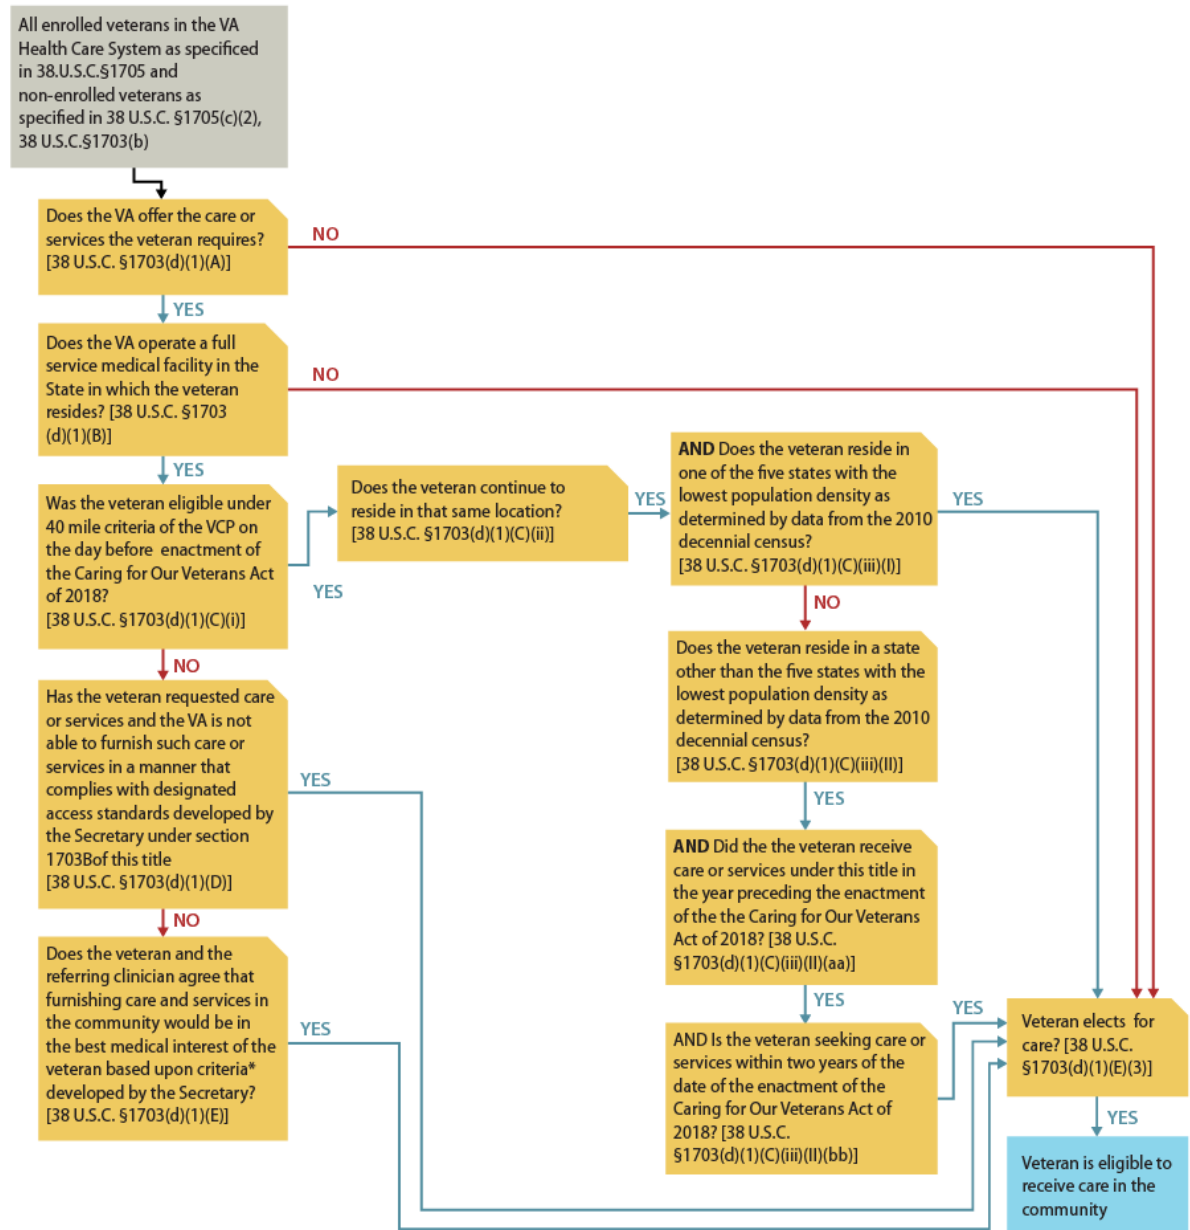 All enrolled veterans in the VA
Health Care System as specificed
in 38.U.S.C.§1705 and
non-enrolled veterans as
specified in 38 U.S.C. §1705(c)(2),
38 U.S.C.§1703(b)
Does the VA offer the care or
services the veteran requires?
[38 U.S.C. §1703(d)(1)(A)]
NO
YES
Does the VA operate a full
service medical facility in the
State in which the veteran
resides? [38 U.S.C. §1703
(d)(1)(B)]
NO
YES
Was the veteran eligible under
40 mile criteria of the VCP on
the day before enactment of
the Caring for Our Veterans Act
of 2018?
[38 U.S.C. §1703(d)(1)(C)(i)]
YES
Does the veteran continue to
reside in that same location?
[38 U.S.C. §1703(d)(1)(C)(ii)]
YES
AND Does the veteran reside in
one of the five states with the
lowest population density as
determined by data from the 2010
decennial census?
[38 U.S.C. §1703(d)(1)(C)(iii)(I)]
YES
NO
Does the veteran reside in a state
other than the five states with the
lowest population density as
determined by data from the 2010
decennial census?
[38 U.S.C. §1703(d)(1)(C)(iii)(II)]
YES
AND Did the the veteran receive
care or services under this title in
the year preceding the enactment
of the the Caring for Our Veterans
Act of 2018? [38 U.S.C.
§1703(d)(1)(C)(iii)(II)(aa)]
YES
AND Is the veteran seeking care or
services within two years of the
date of the enactment of the
Caring for Our Veterans Act of
2018? [38 U.S.C.
§1703(d)(1)(C)(iii)(II)(bb)]
YES
NO
Has the veteran requested care
or services and the VA is not
able to furnish such care or
services in a manner that
complies with designated
access standards developed by
the Secretary under section
1703Bof this title
[38 U.S.C. §1703(d)(1)(D)]
YES
NO
Does the veteran and the
referring clinician agree that
furnishing care and services in
the community would be in
the best medical interest of the
veteran based upon criteria*
developed by the Secretary?
[38 U.S.C. §1703(d)(1)(E)]
YES
Veteran elects for
care? [38 U.S.C.
§1703(d)(1)(E)(3)]
YES
Veteran is eligible to
receive care in the
community